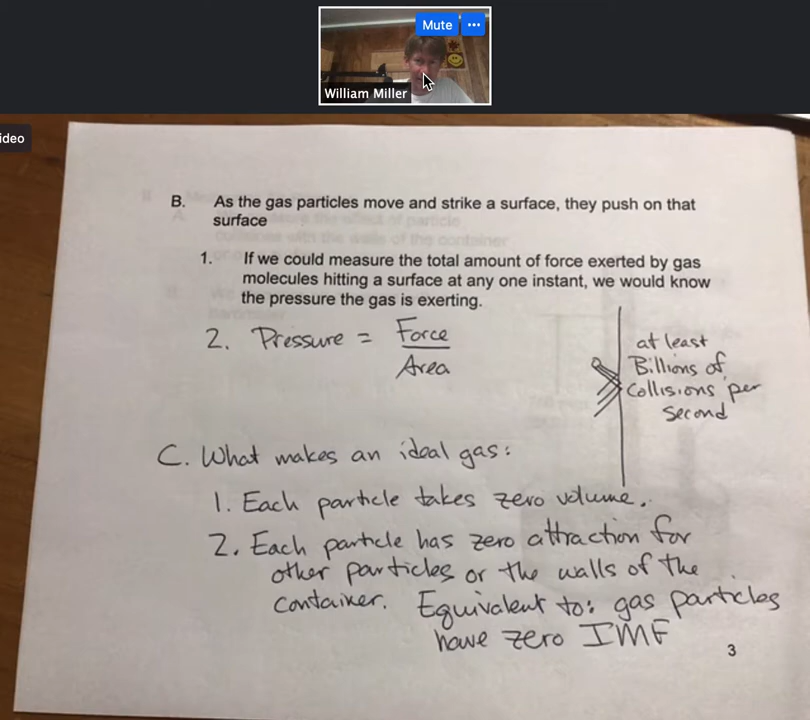 Mute
William Miller
ideo
B. As the gas particles move and strike a surface, they push on that
surface
1. If we could measure the total amount of force exerted by gas
molecules hitting a surface at any one instant, we would know
the pressure the gas is exerting.
2. Pressure = Force
Area
at least
Billions of
Collisions per
second
C. What makes an ideal gas:
1. Each particle takes zero volume.
2. Each particle has zero attraction for
other particles or the walls of the
container. Equivalent to: gas particles
have zero IMF
3